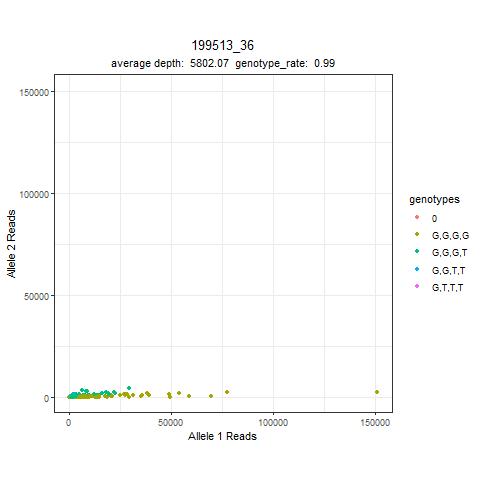 199513_36
average depth:  5802.07  genotype_rate:  0.99
150000
100000
50000
0
Allele 2 Reads
0
50000
100000
150000
Allele 1 Reads
genotypes
0
G,G,G,G
G,G,G,T
G,G,T,T
G,T,T,T